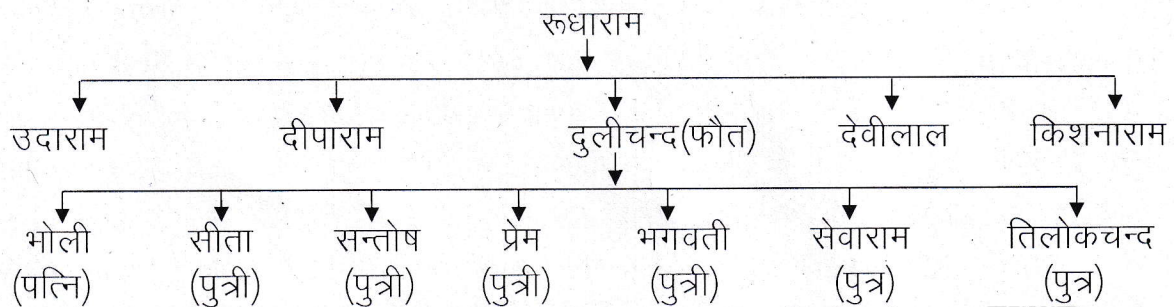 रूधाराम
उदाराम दीपाराम दुलीचन्द(फौत) देवीलाल किशनाराम
भोली सीता सन्तोष प्रेम भगवती सेवाराम तिलोकचन्द
(पत्नि) (पुत्री) (पुत्री) (पुत्री) (पुत्री) (पुत्र) (पुत्र)